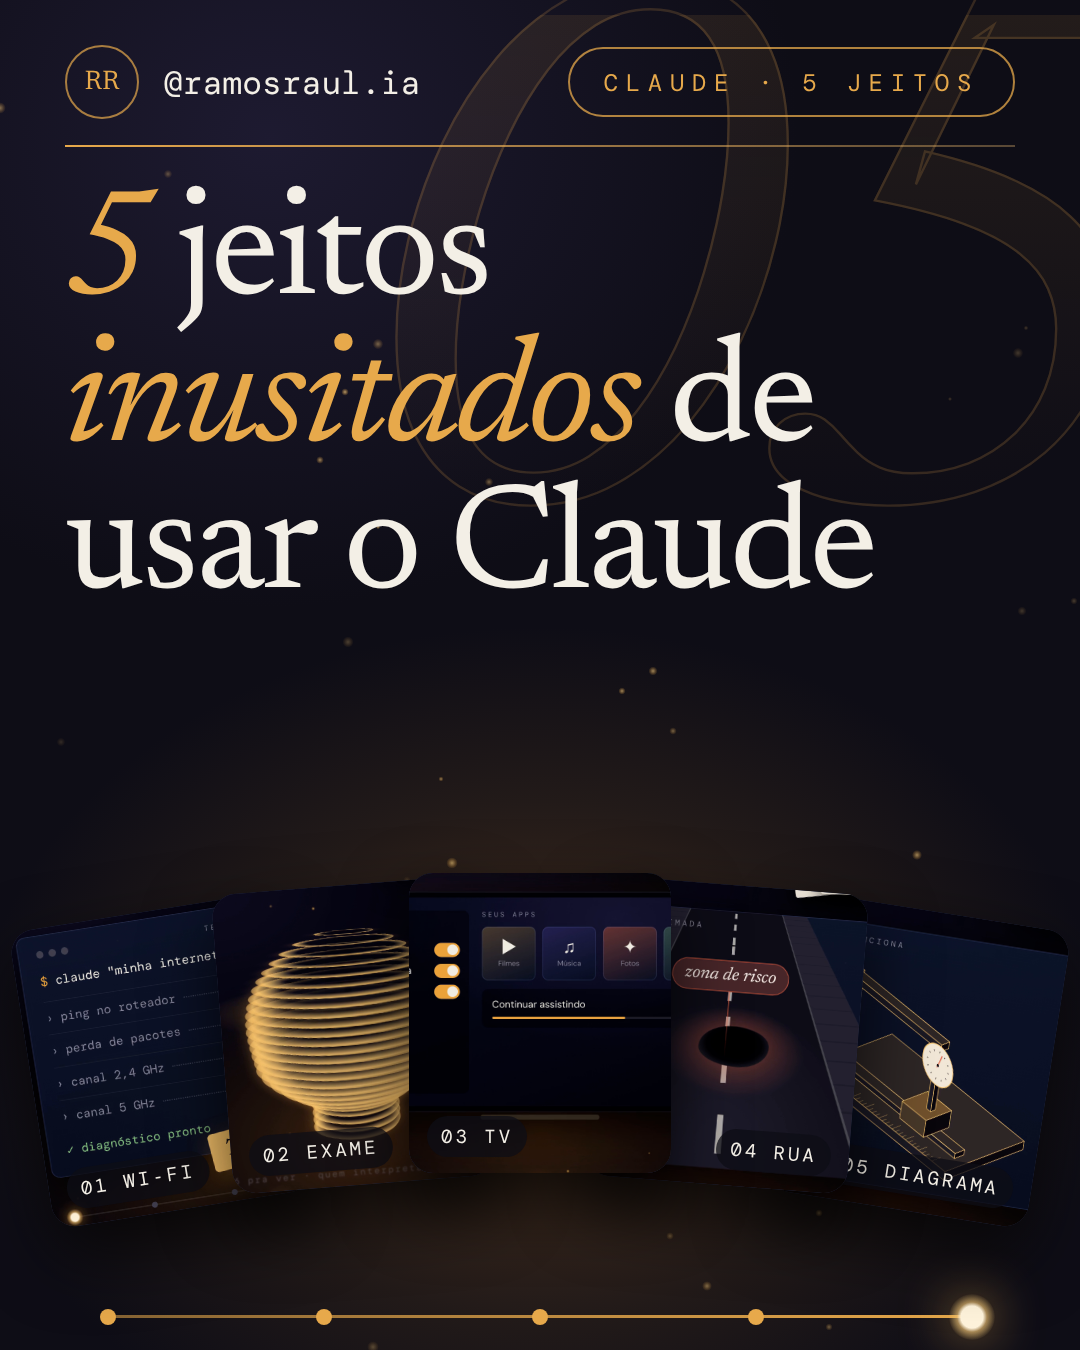 RR
@ramosraul.ia
CLAUDE · 5 JEITOS
05
5 jeitos
inusitados de
usar o Claude
$ claude "minha internet
› ping no roteador
› perda de pacotes
› canal 2,4 GHz
› canal 5 GHz
✓ diagnóstico pronto
01 WI-FI
02 EXAME
SEUS APPS
Filmes
Música
Fotos
Continuar assistindo
03 TV
zona de risco
04 RUA
05 DIAGRAMA